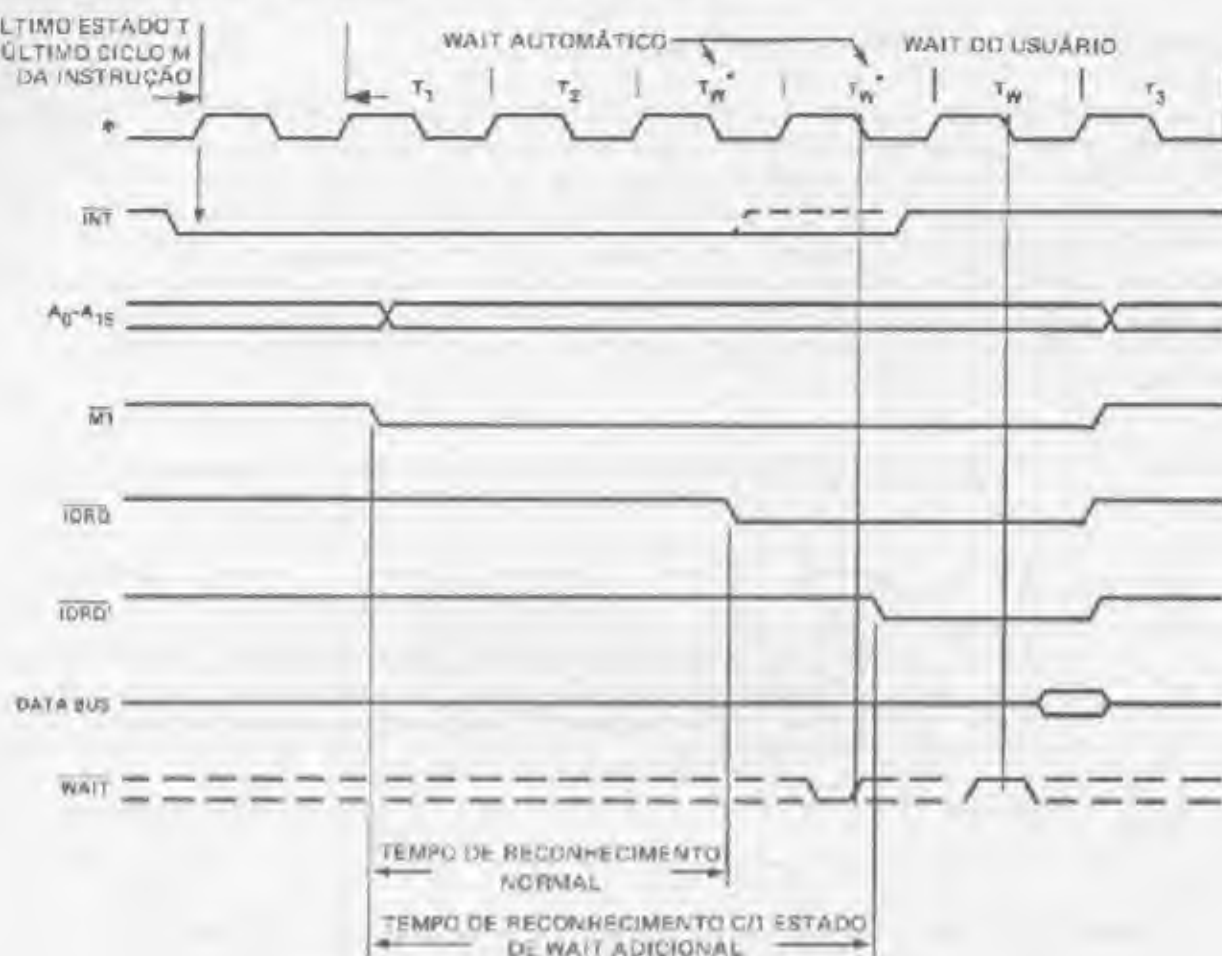 LTIMO ESTADO T
ÚLTIMO CICLO M
DA INSTRUÇÃO
WAIT AUTOMÁTICO
WAIT DO USUÁRIO
T1 T2 TW* TW* TW T3
Φ
INT
A0-A15
M1
IORQ
IORQ'
DATA BUS
WAIT
TEMPO DE RECONHECIMENTO
NORMAL
TEMPO DE RECONHECIMENTO C/1 ESTADO
DE WAIT ADICIONAL